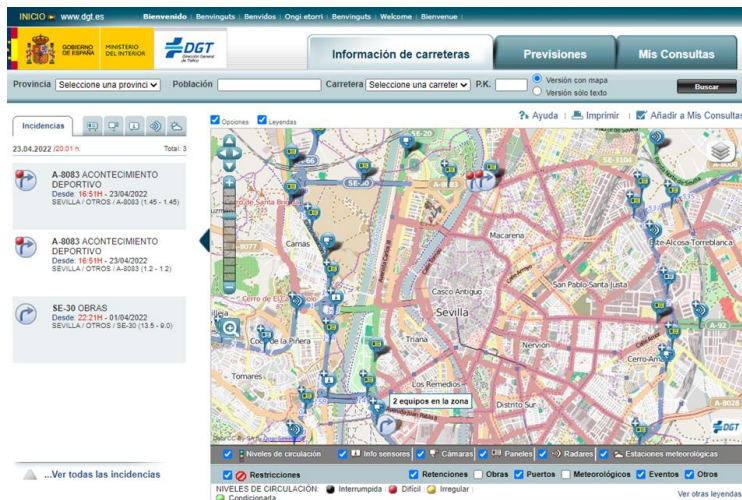 INICIO www.dgt.es Bienvenido | Benvinguts | Benvidos | Ongi etorri | Benvinguts | Welcome | Bienvenue |
GOBIERNO DE ESPAÑA
MINISTERIO DEL INTERIOR
DGT
Dirección General de Tráfico
Información de carreteras
Previsiones
Mis Consultas
Provincia Seleccione una provinci Población Carretera Seleccione una carreter P.K.
Versión con mapa
Versión sólo texto
Buscar
Incidencias
Opciones Leyendas
Ayuda Imprimir Añadir a Mis Consultas
23.04.2022 /20:01 h. Total: 3
A-8083 ACONTECIMIENTO
DEPORTIVO
Desde: 16:51H - 23/04/2022
SEVILLA / OTROS / A-8083 (1.45 - 1.45)
A-8083 ACONTECIMIENTO
DEPORTIVO
Desde: 16:51H - 23/04/2022
SEVILLA / OTROS / A-8083 (1.2 - 1.2)
SE-30 OBRAS
Desde: 22:21H - 01/04/2022
SEVILLA / OTROS / SE-30 (13.5 - 9.0)
...Ver todas las incidencias
SE-20
SE-3104
SE-30
A-8083
A-8077
Camas
Macarena
Este-Alcosa-Torreblanca
San Pablo-Santa Justa
Casco Antiguo
Sevilla
A-92
Triana
Nervión
Cerro-Amate
Tomares
Los Remedios
2 equipos en la zona
Distrito Sur
A-8028
DGT
Niveles de circulación Info sensores Cámaras Paneles Radares Estaciones meteorológicas
Restricciones Retenciones Obras Puertos Meteorológicos Eventos Otros
NIVELES DE CIRCULACIÓN: Interrumpida Difícil Irregular
Condicionada
Ver otras leyendas